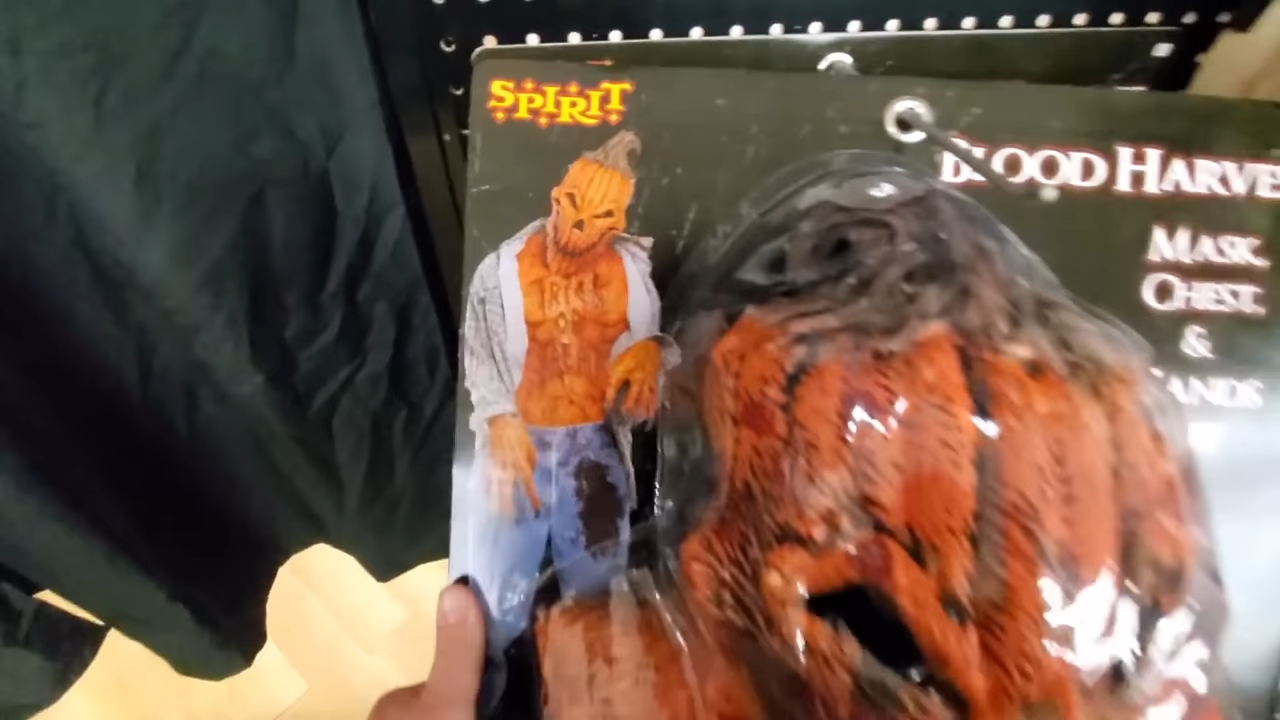 SPIRIT
BLOOD HARVE
MASK,
CHEST,
&
ANDS